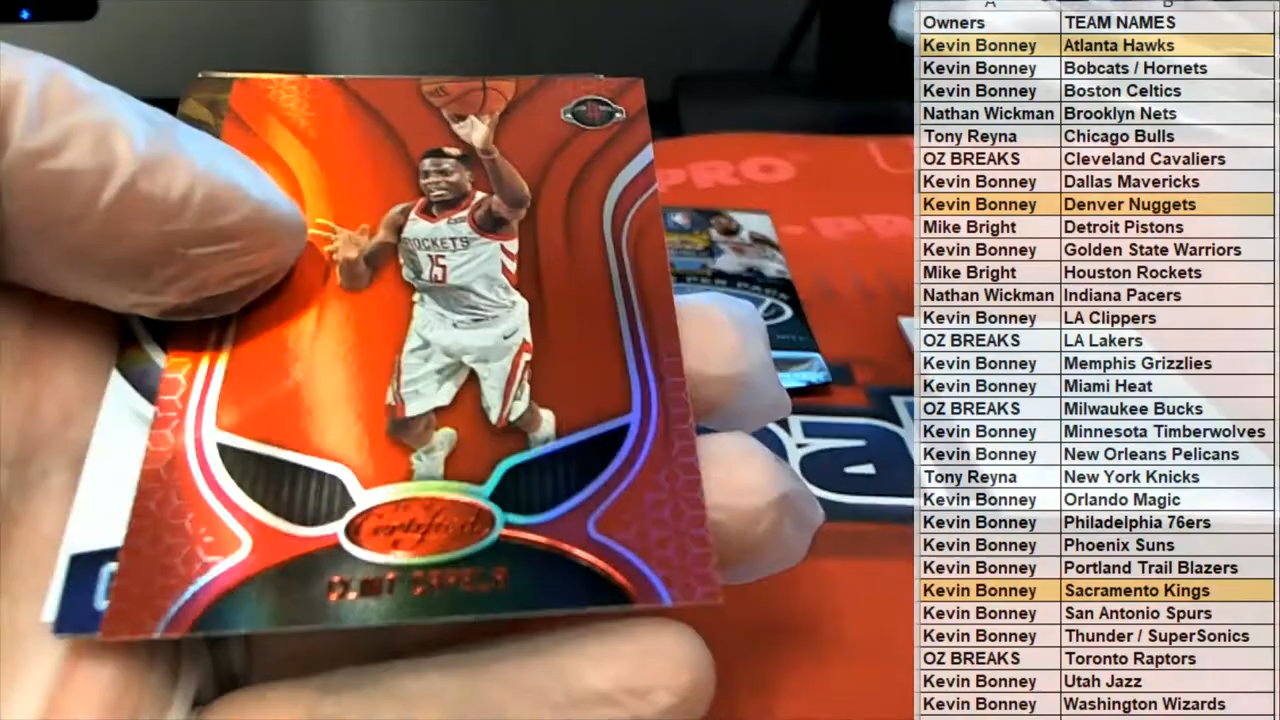 A B
Owners TEAM NAMES
Kevin Bonney Atlanta Hawks
Kevin Bonney Bobcats / Hornets
Kevin Bonney Boston Celtics
Nathan Wickman Brooklyn Nets
Tony Reyna Chicago Bulls
OZ BREAKS Cleveland Cavaliers
Kevin Bonney Dallas Mavericks
Kevin Bonney Denver Nuggets
Mike Bright Detroit Pistons
Kevin Bonney Golden State Warriors
Mike Bright Houston Rockets
Nathan Wickman Indiana Pacers
Kevin Bonney LA Clippers
OZ BREAKS LA Lakers
Kevin Bonney Memphis Grizzlies
Kevin Bonney Miami Heat
OZ BREAKS Milwaukee Bucks
Kevin Bonney Minnesota Timberwolves
Kevin Bonney New Orleans Pelicans
Tony Reyna New York Knicks
Kevin Bonney Orlando Magic
Kevin Bonney Philadelphia 76ers
Kevin Bonney Phoenix Suns
Kevin Bonney Portland Trail Blazers
Kevin Bonney Sacramento Kings
Kevin Bonney San Antonio Spurs
Kevin Bonney Thunder / SuperSonics
OZ BREAKS Toronto Raptors
Kevin Bonney Utah Jazz
Kevin Bonney Washington Wizards
PRO
-PRO
PER PACK
ROCKETS
15
Certified
CLINT CAPELA